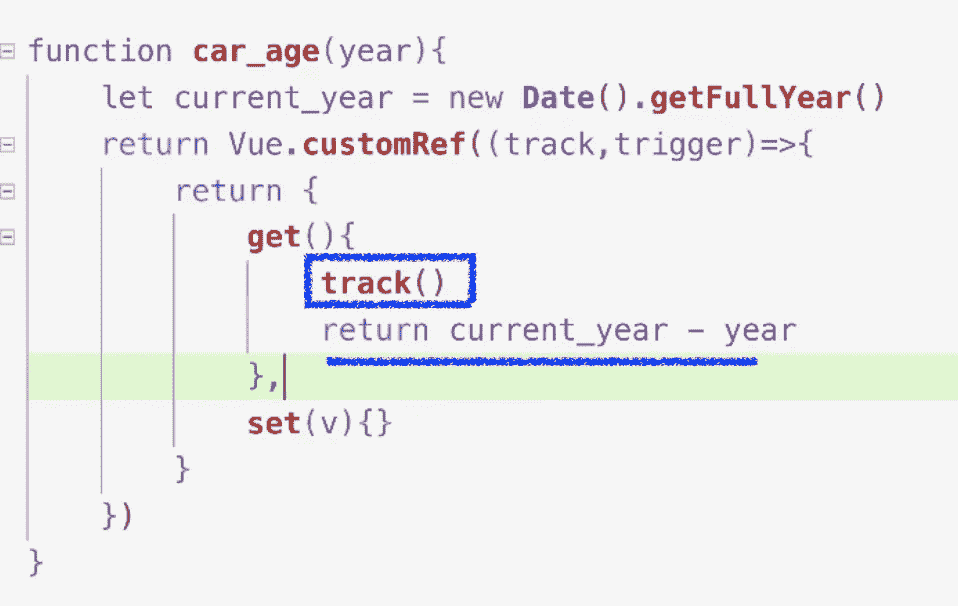 function car_age(year){
let current_year = new Date().getFullYear()
return Vue.customRef((track,trigger)=>{
return {
get(){
track()
return current_year - year
},
set(v){}
}
})
}